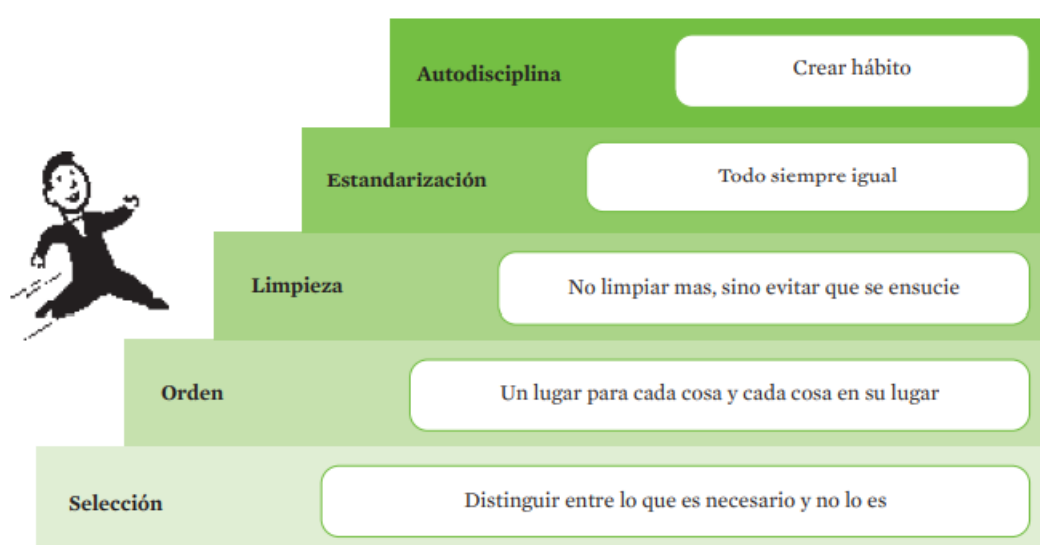 Autodisciplina
Crear hábito
Estandarización
Todo siempre igual
Limpieza
No limpiar mas, sino evitar que se ensucie
Orden
Un lugar para cada cosa y cada cosa en su lugar
Selección
Distinguir entre lo que es necesario y no lo es